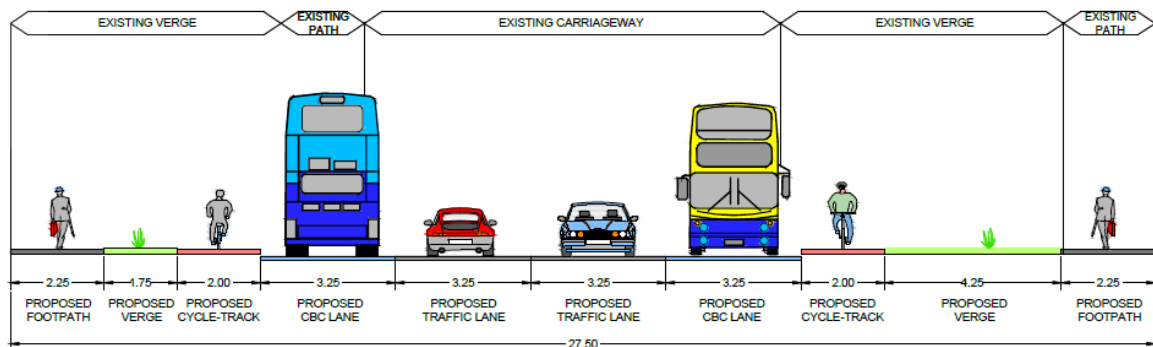 EXISTING VERGE
EXISTING
PATH
EXISTING CARRIAGEWAY
EXISTING VERGE
EXISTING
PATH
2.25 1.75 2.00 3.25 3.25 3.25 3.25 2.00 4.25 2.25
PROPOSED PROPOSED PROPOSED PROPOSED PROPOSED PROPOSED PROPOSED PROPOSED PROPOSED PROPOSED
FOOTPATH VERGE CYCLE-TRACK CBC LANE TRAFFIC LANE TRAFFIC LANE CBC LANE CYCLE-TRACK VERGE FOOTPATH
27.50